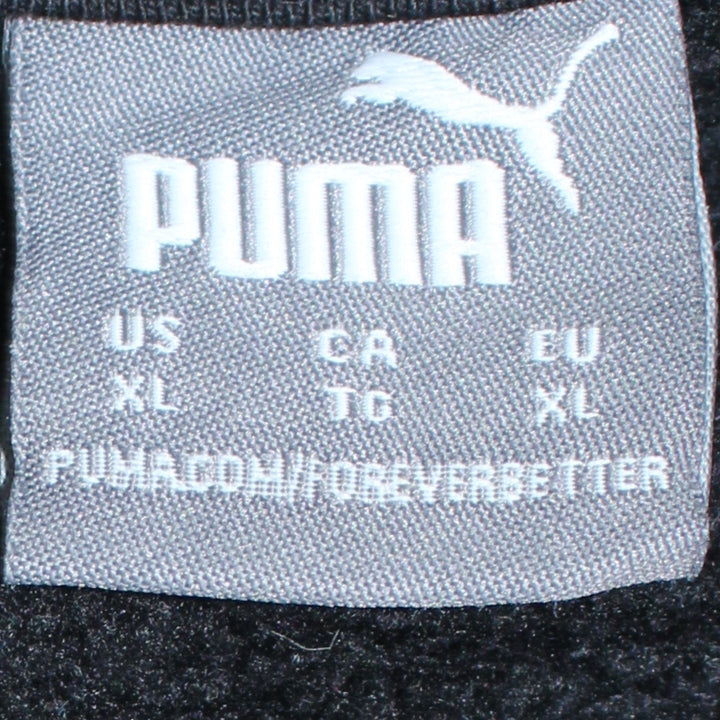 PUMA
US CA EU
XL TG XL
PUMA.COM/FOREVERBETTER